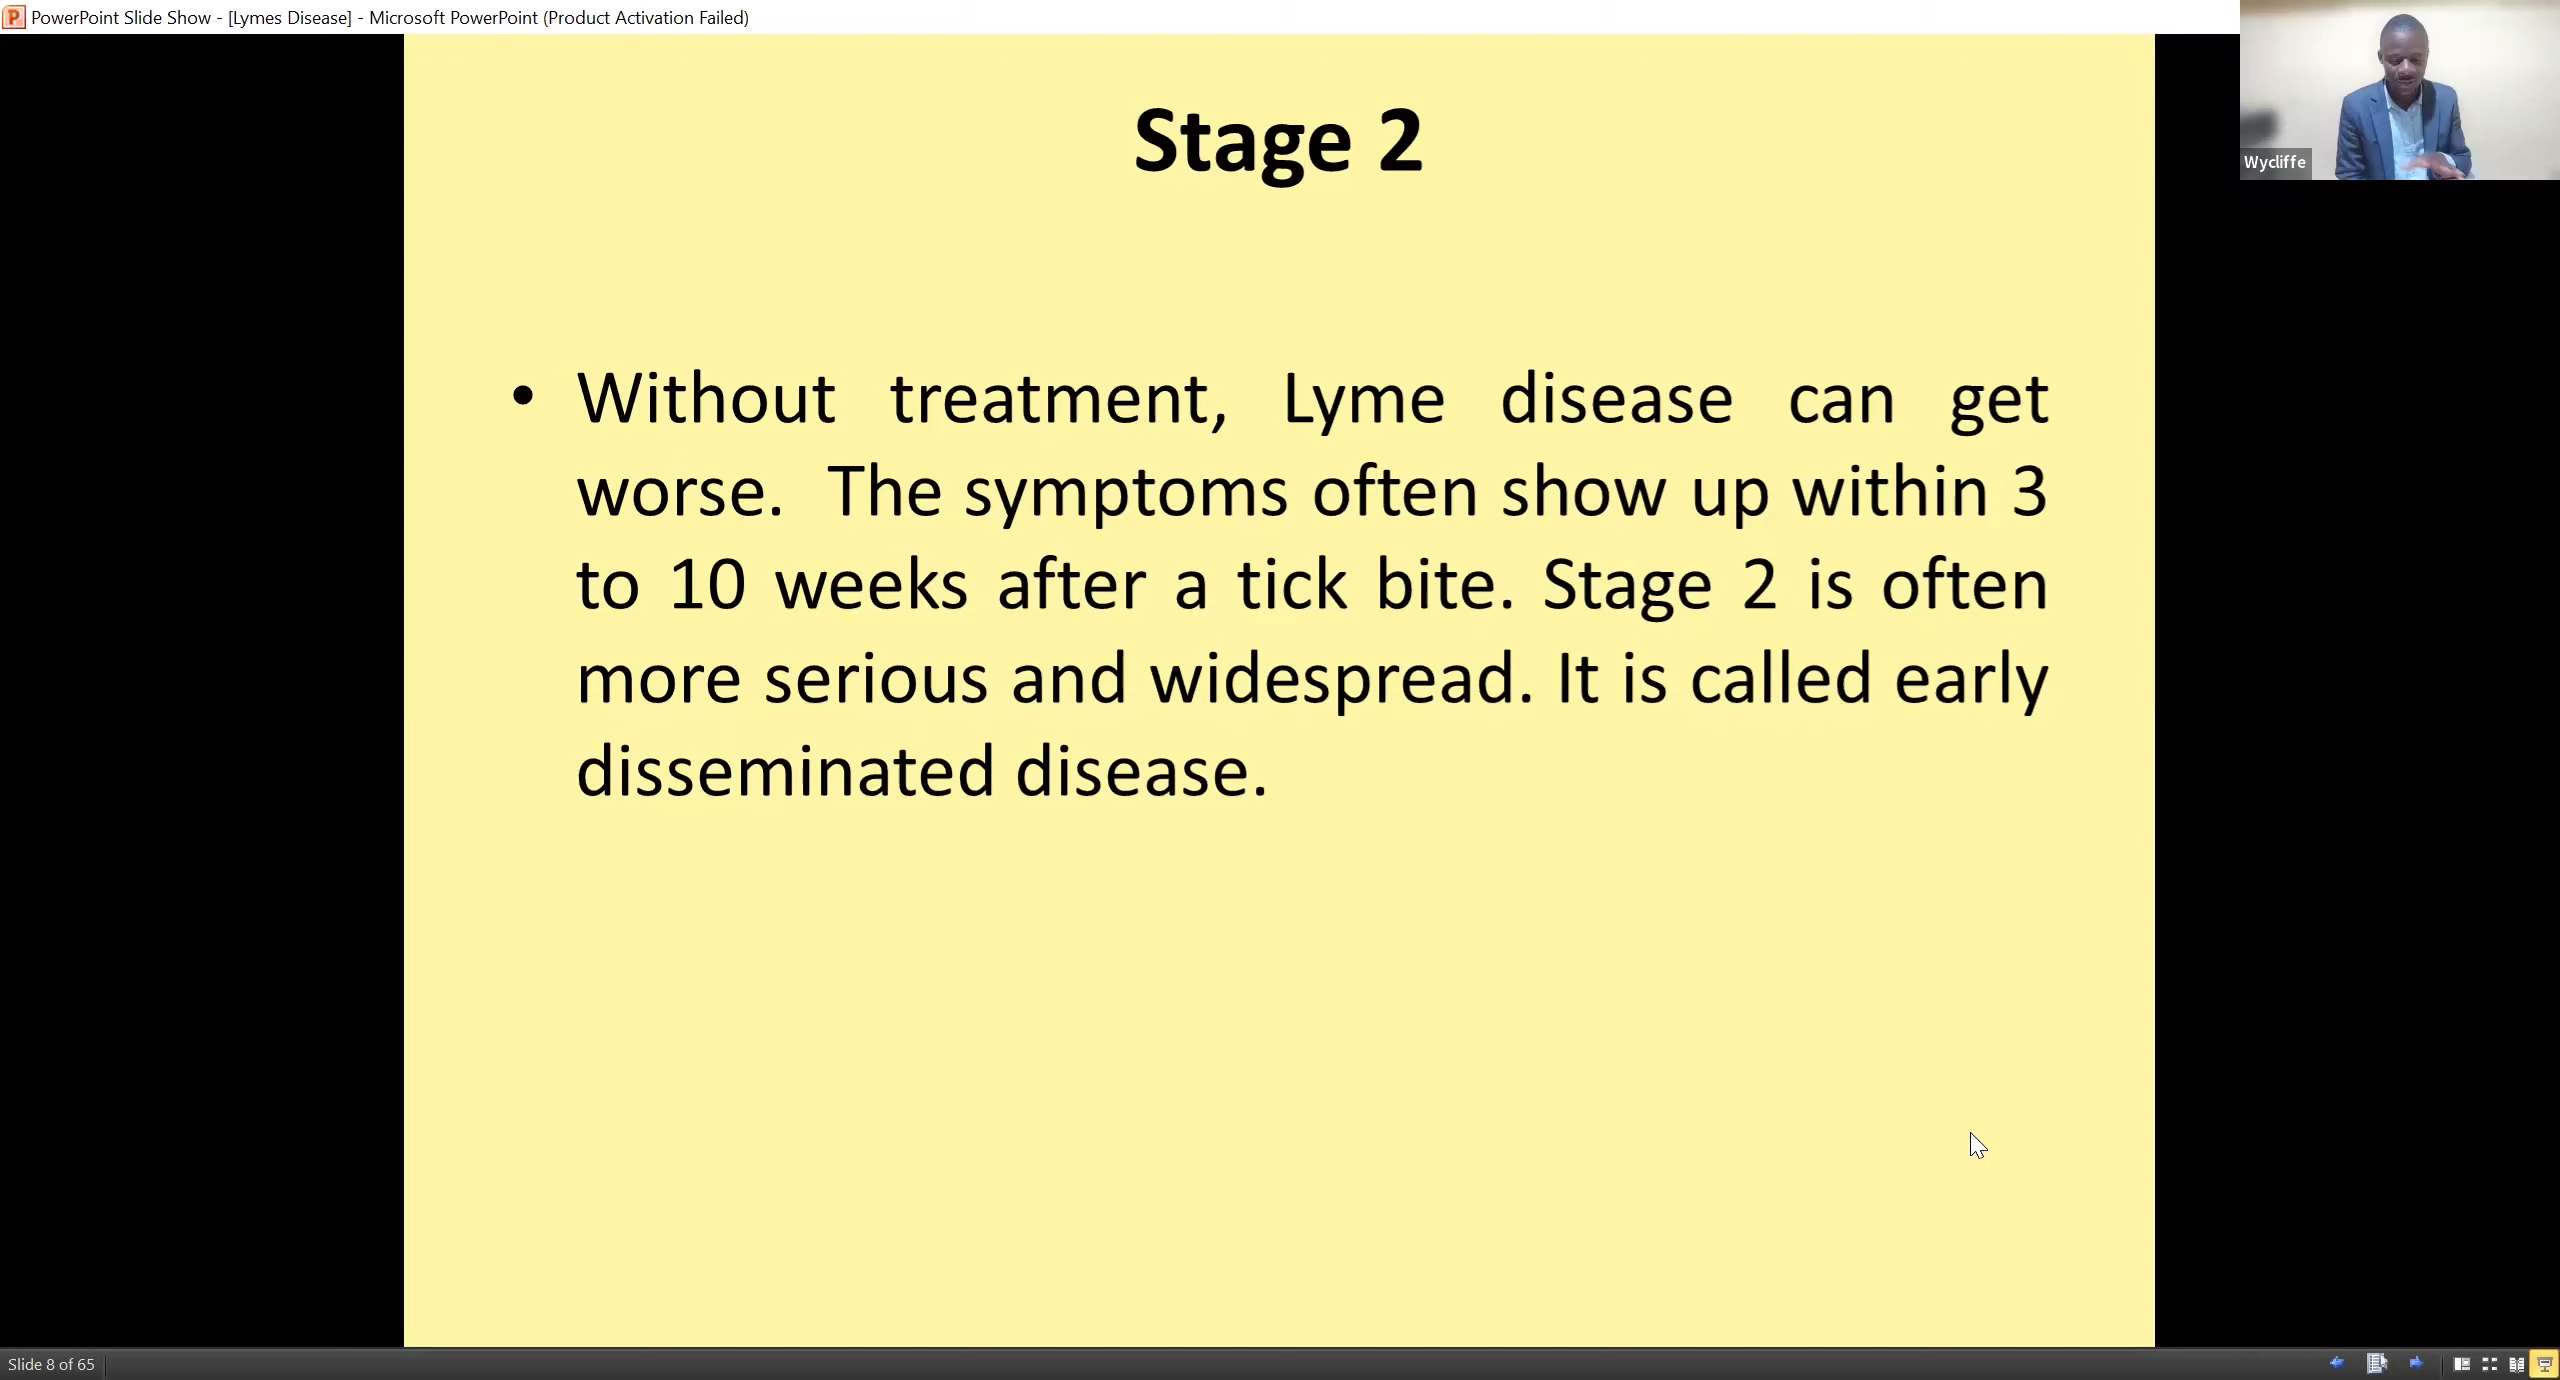 PowerPoint Slide Show - [Lymes Disease] - Microsoft PowerPoint (Product Activation Failed)
Wycliffe
Stage 2
• Without treatment, Lyme disease can get
worse. The symptoms often show up within 3
to 10 weeks after a tick bite. Stage 2 is often
more serious and widespread. It is called early
disseminated disease.
Slide 8 of 65